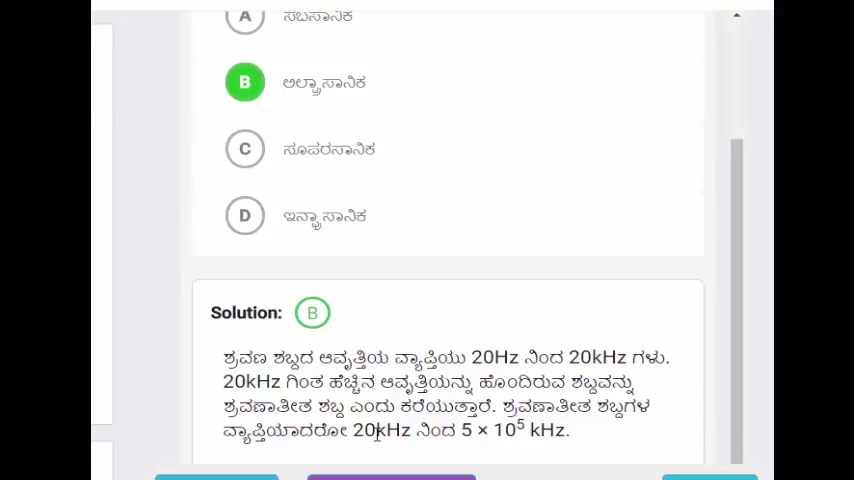 A ಸಬಸಾನಿಕ
B ಅಲ್ಟ್ರಾಸಾನಿಕ
C ಸೂಪರಸಾನಿಕ
D ಇನ್ಫ್ರಾಸಾನಿಕ
Solution: B
ಶ್ರವಣ ಶಬ್ದದ ಆವೃತ್ತಿಯ ವ್ಯಾಪ್ತಿಯು 20Hz ನಿಂದ 20kHz ಗಳು.
20kHz ಗಿಂತ ಹೆಚ್ಚಿನ ಆವೃತ್ತಿಯನ್ನು ಹೊಂದಿರುವ ಶಬ್ದವನ್ನು
ಶ್ರವಣಾತೀತ ಶಬ್ದ ಎಂದು ಕರೆಯುತ್ತಾರೆ. ಶ್ರವಣಾತೀತ ಶಬ್ದಗಳ
ವ್ಯಾಪ್ತಿಯಾದರೋ 20kHz ನಿಂದ 5 × 10⁵ kHz.